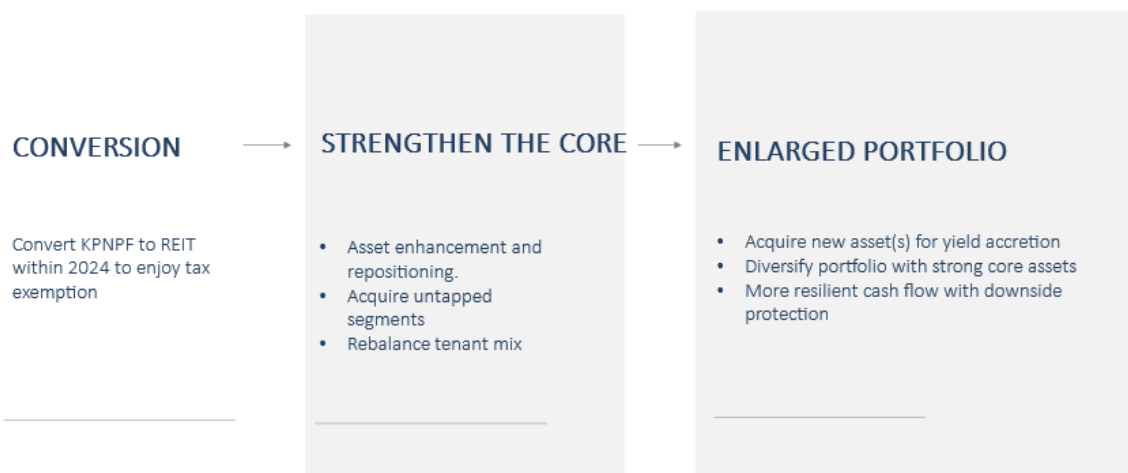 CONVERSION
Convert KPNPF to REIT
within 2024 to enjoy tax
exemption
STRENGTHEN THE CORE
• Asset enhancement and
repositioning.
• Acquire untapped
segments
• Rebalance tenant mix
ENLARGED PORTFOLIO
• Acquire new asset(s) for yield accretion
• Diversify portfolio with strong core assets
• More resilient cash flow with downside
protection